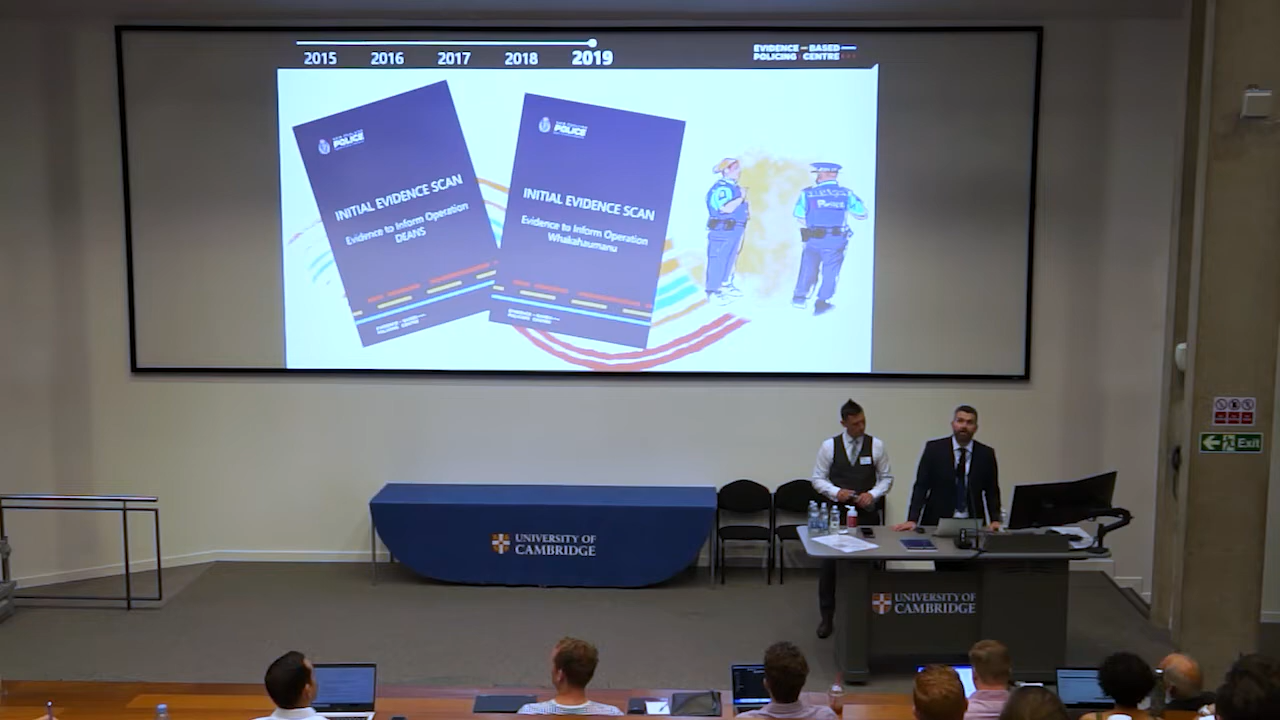 2015 2016 2017 2018 2019
EVIDENCE BASED
POLICING CENTRE
POLICE
INITIAL EVIDENCE SCAN
Evidence to Inform Operation
DEANS
POLICE
INITIAL EVIDENCE SCAN
Evidence to Inform Operation
Whakahaumanu
UNIVERSITY OF
CAMBRIDGE
UNIVERSITY OF
CAMBRIDGE
Exit